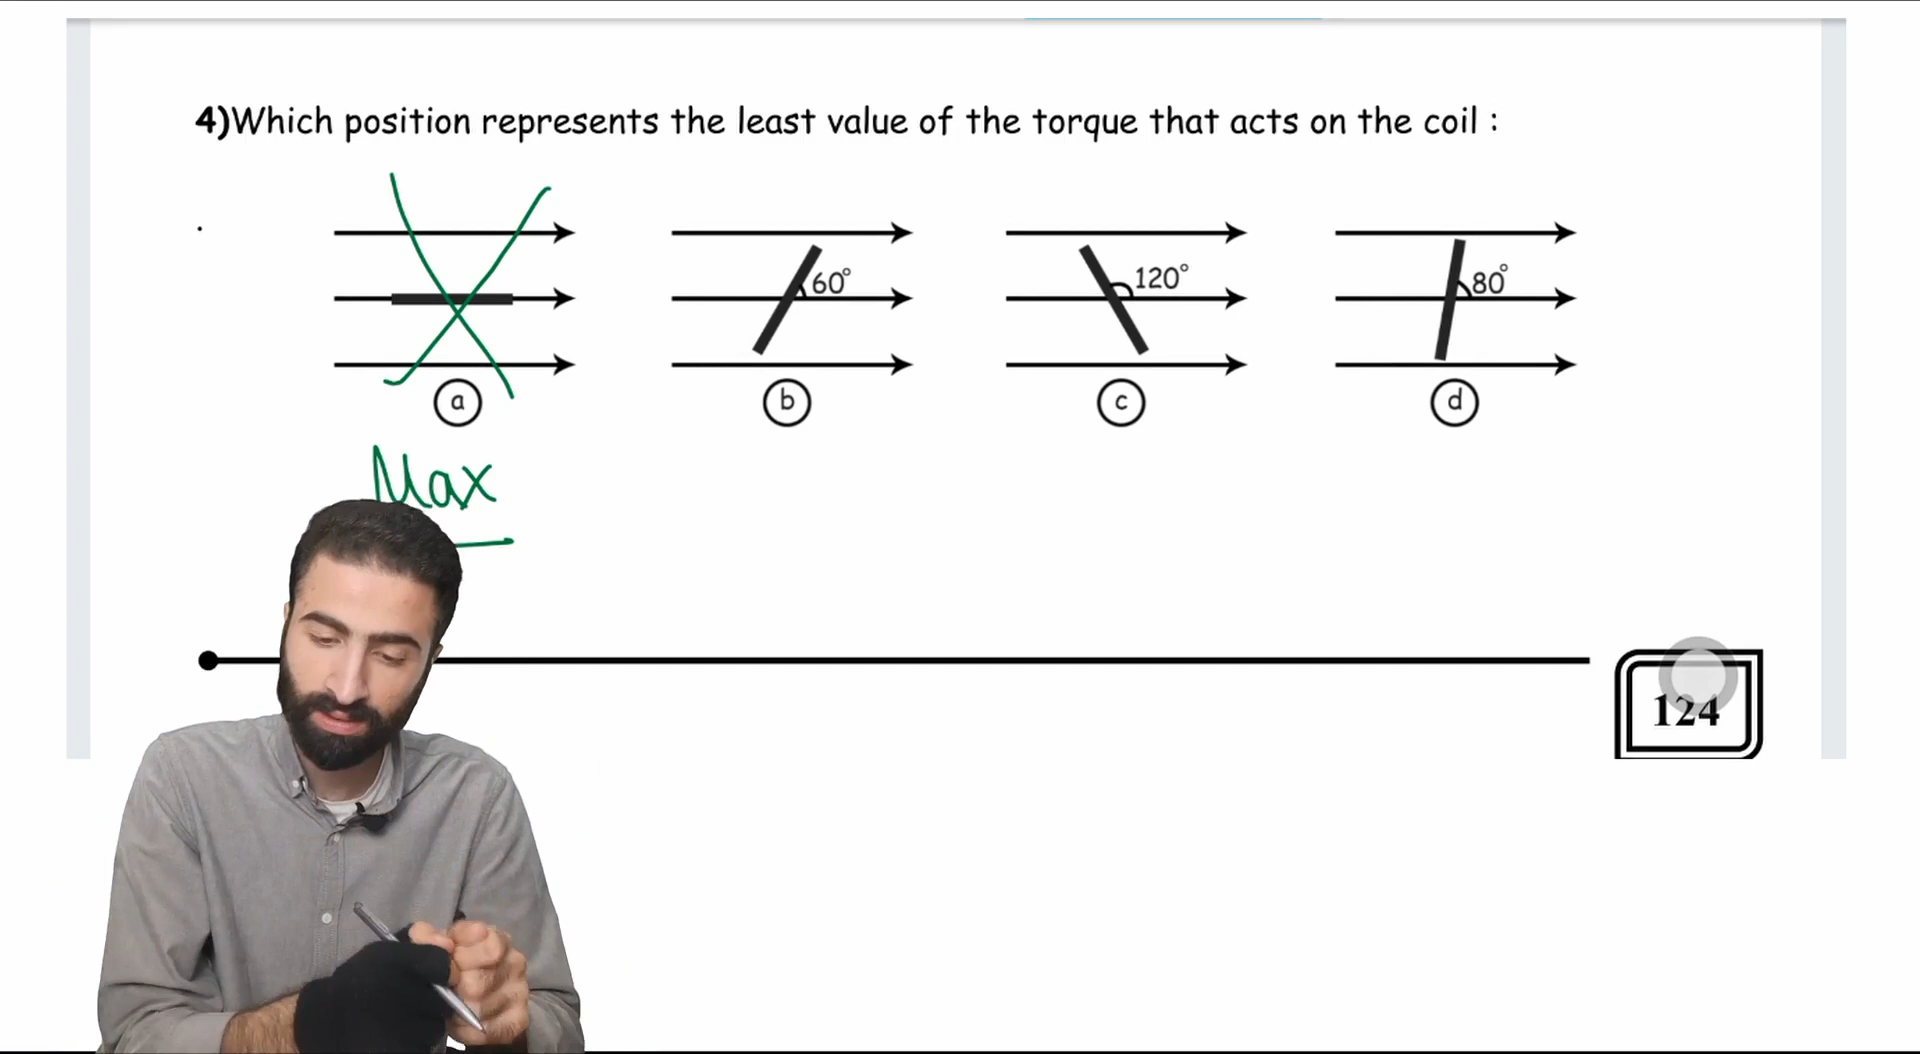 4)Which position represents the least value of the torque that acts on the coil :
60° 120° 80°
a b c d
Max
124